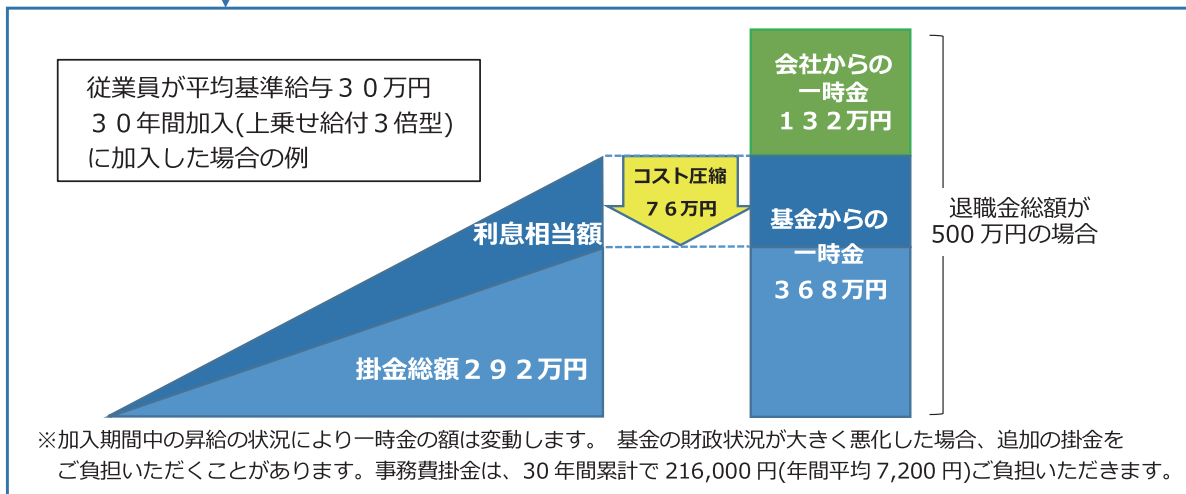 従業員が平均基準給与３０万円
３０年間加入(上乗せ給付３倍型)
に加入した場合の例
会社からの
一時金
１３２万円
コスト圧縮
７６万円
利息相当額
基金からの
一時金
３６８万円
退職金総額が
500 万円の場合
掛金総額２９２万円
※加入期間中の昇給の状況により一時金の額は変動します。 基金の財政状況が大きく悪化した場合、追加の掛金を
ご負担いただくことがあります。事務費掛金は、30 年間累計で 216,000 円(年間平均 7,200 円)ご負担いただきます。